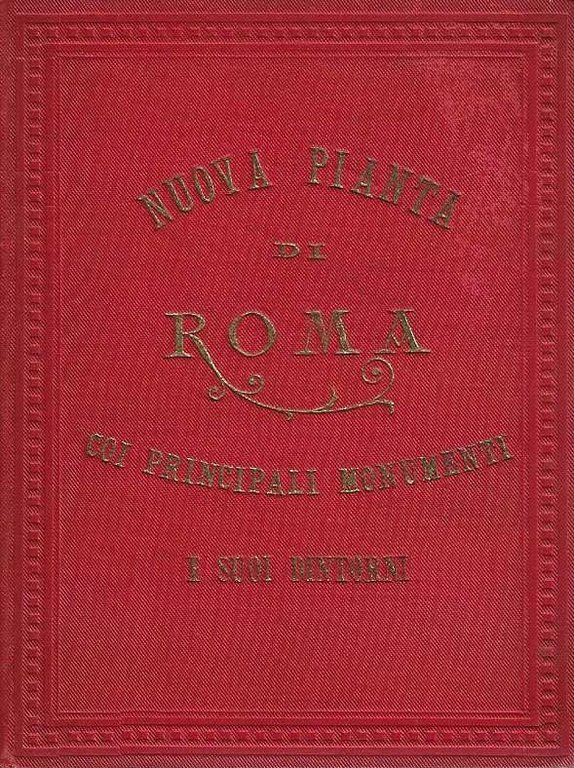 NUOVA PIANTA
DI
ROMA
COI PRINCIPALI MONUMENTI
E SUOI DINTORNI